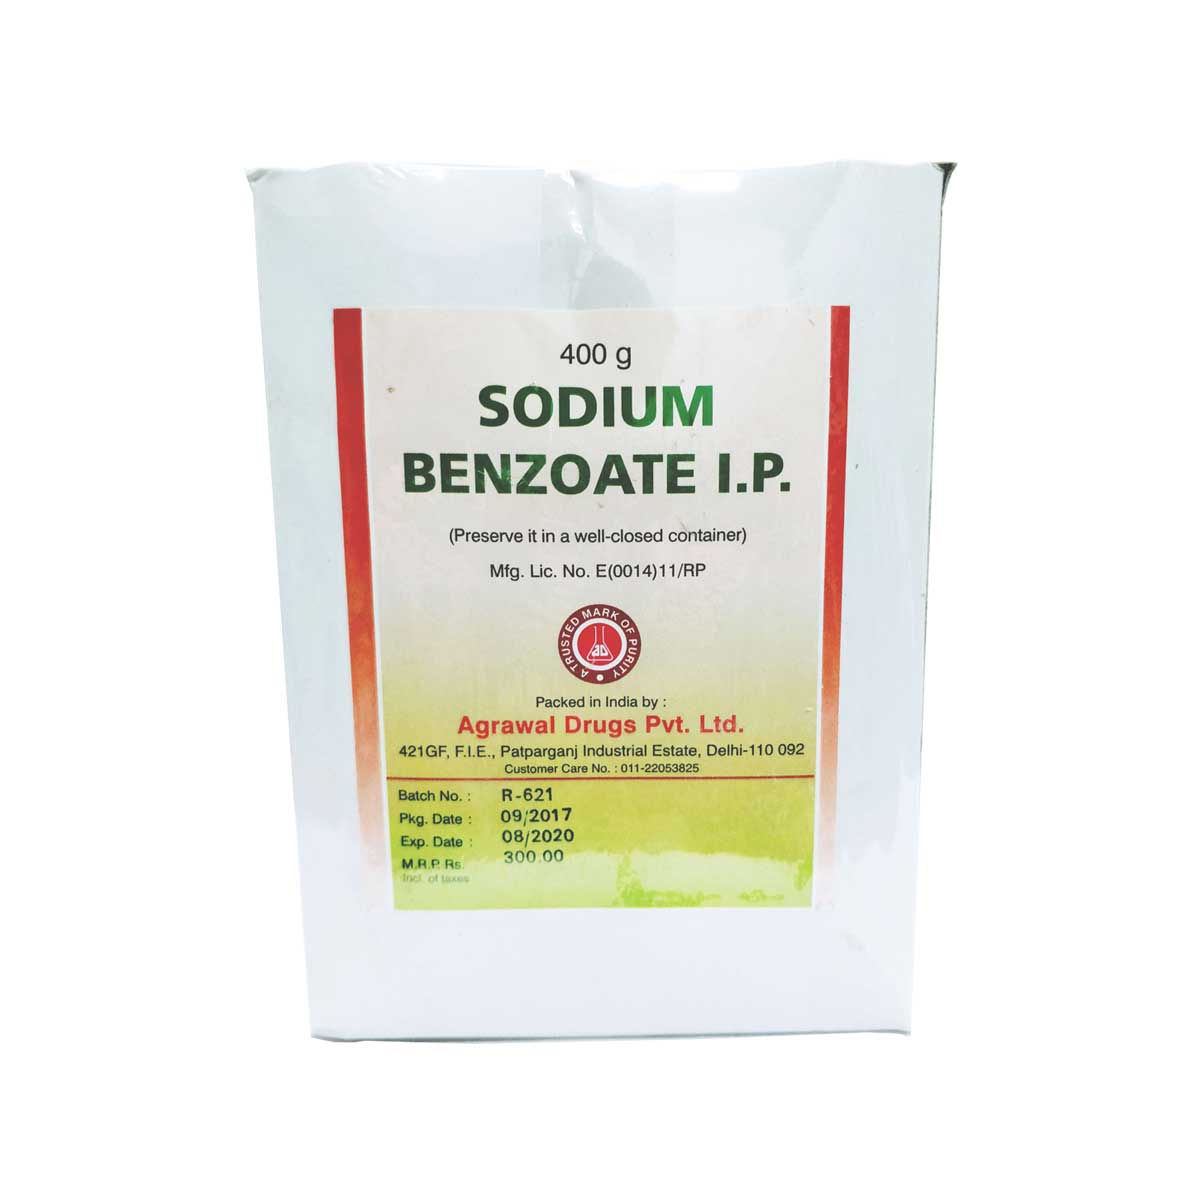 400 g
SODIUM
BENZOATE I.P.
(Preserve it in a well-closed container)
Mfg. Lic. No. E(0014)11/RP
A TRUSTED MARK OF PURITY
aD
Packed in India by :
Agrawal Drugs Pvt. Ltd.
421GF, F.I.E., Patparganj Industrial Estate, Delhi-110 092
Customer Care No. : 011-22053825
Batch No. : R-621
Pkg. Date : 09/2017
Exp. Date : 08/2020
M.R.P. Rs. 300.00
Incl. of taxes